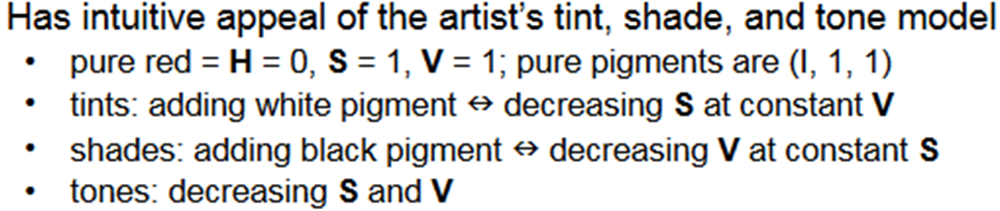 Has intuitive appeal of the artist’s tint, shade, and tone model
• pure red = H = 0, S = 1, V = 1; pure pigments are (I, 1, 1)
• tints: adding white pigment ↔ decreasing S at constant V
• shades: adding black pigment ↔ decreasing V at constant S
• tones: decreasing S and V